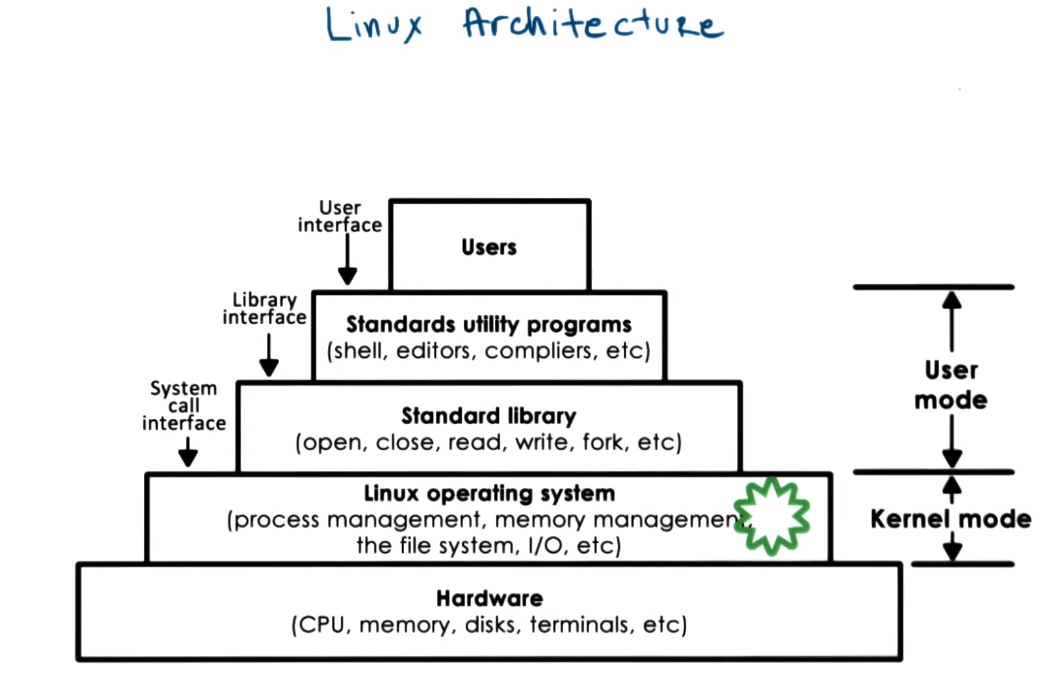 Linux Architecture
User
interface
Users
Library
interface
Standards utility programs
(shell, editors, compliers, etc)
System
call
interface
Standard library
(open, close, read, write, fork, etc)
User
mode
Linux operating system
(process management, memory management,
the file system, I/O, etc)
Kernel mode
Hardware
(CPU, memory, disks, terminals, etc)